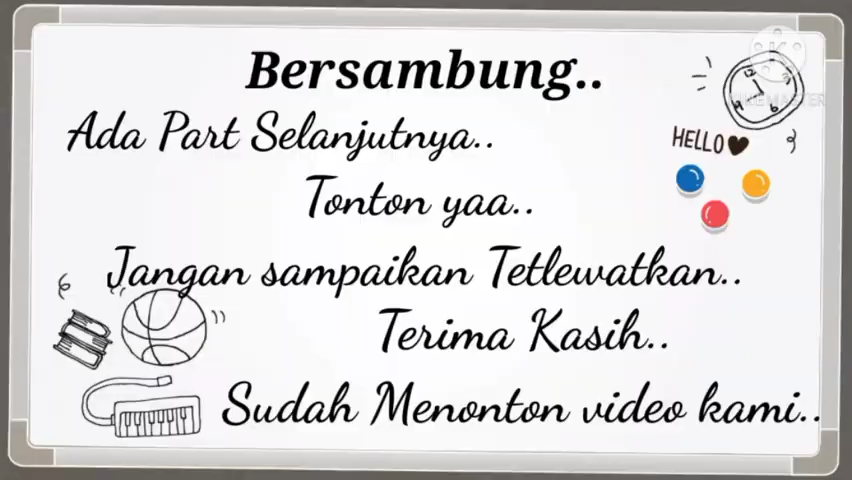 Bersambung..
Ada Part Selanjutnya..
HELLO
Tonton yaa..
Jangan sampaikan Tetlewatkan..
Terima Kasih..
Sudah Menonton video kami..